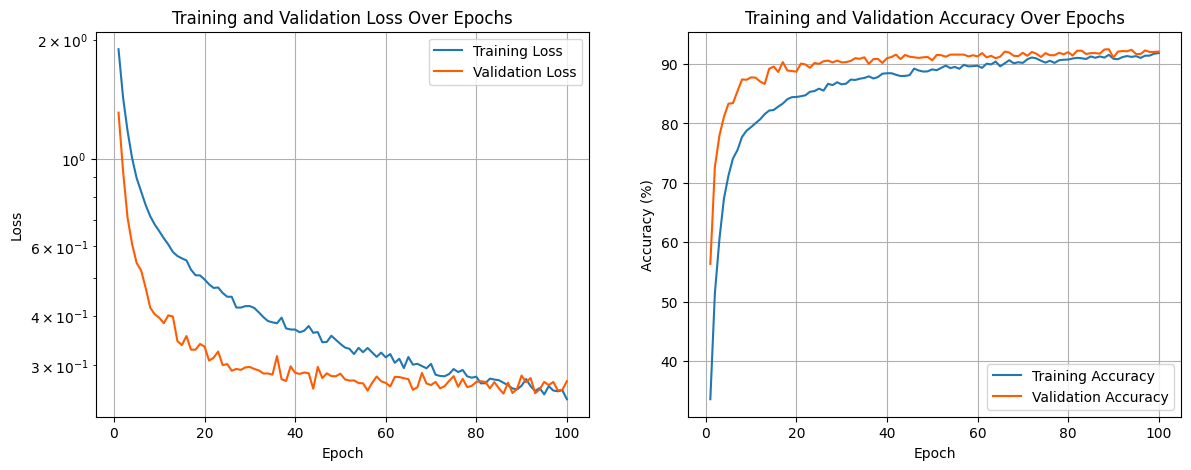 Training and Validation Loss Over Epochs
Training Loss
Validation Loss
2 × 10⁰
10⁰
6 × 10⁻¹
4 × 10⁻¹
3 × 10⁻¹
Loss
0 20 40 60 80 100
Epoch
Training and Validation Accuracy Over Epochs
90
80
70
60
50
40
Accuracy (%)
Training Accuracy
Validation Accuracy
0 20 40 60 80 100
Epoch